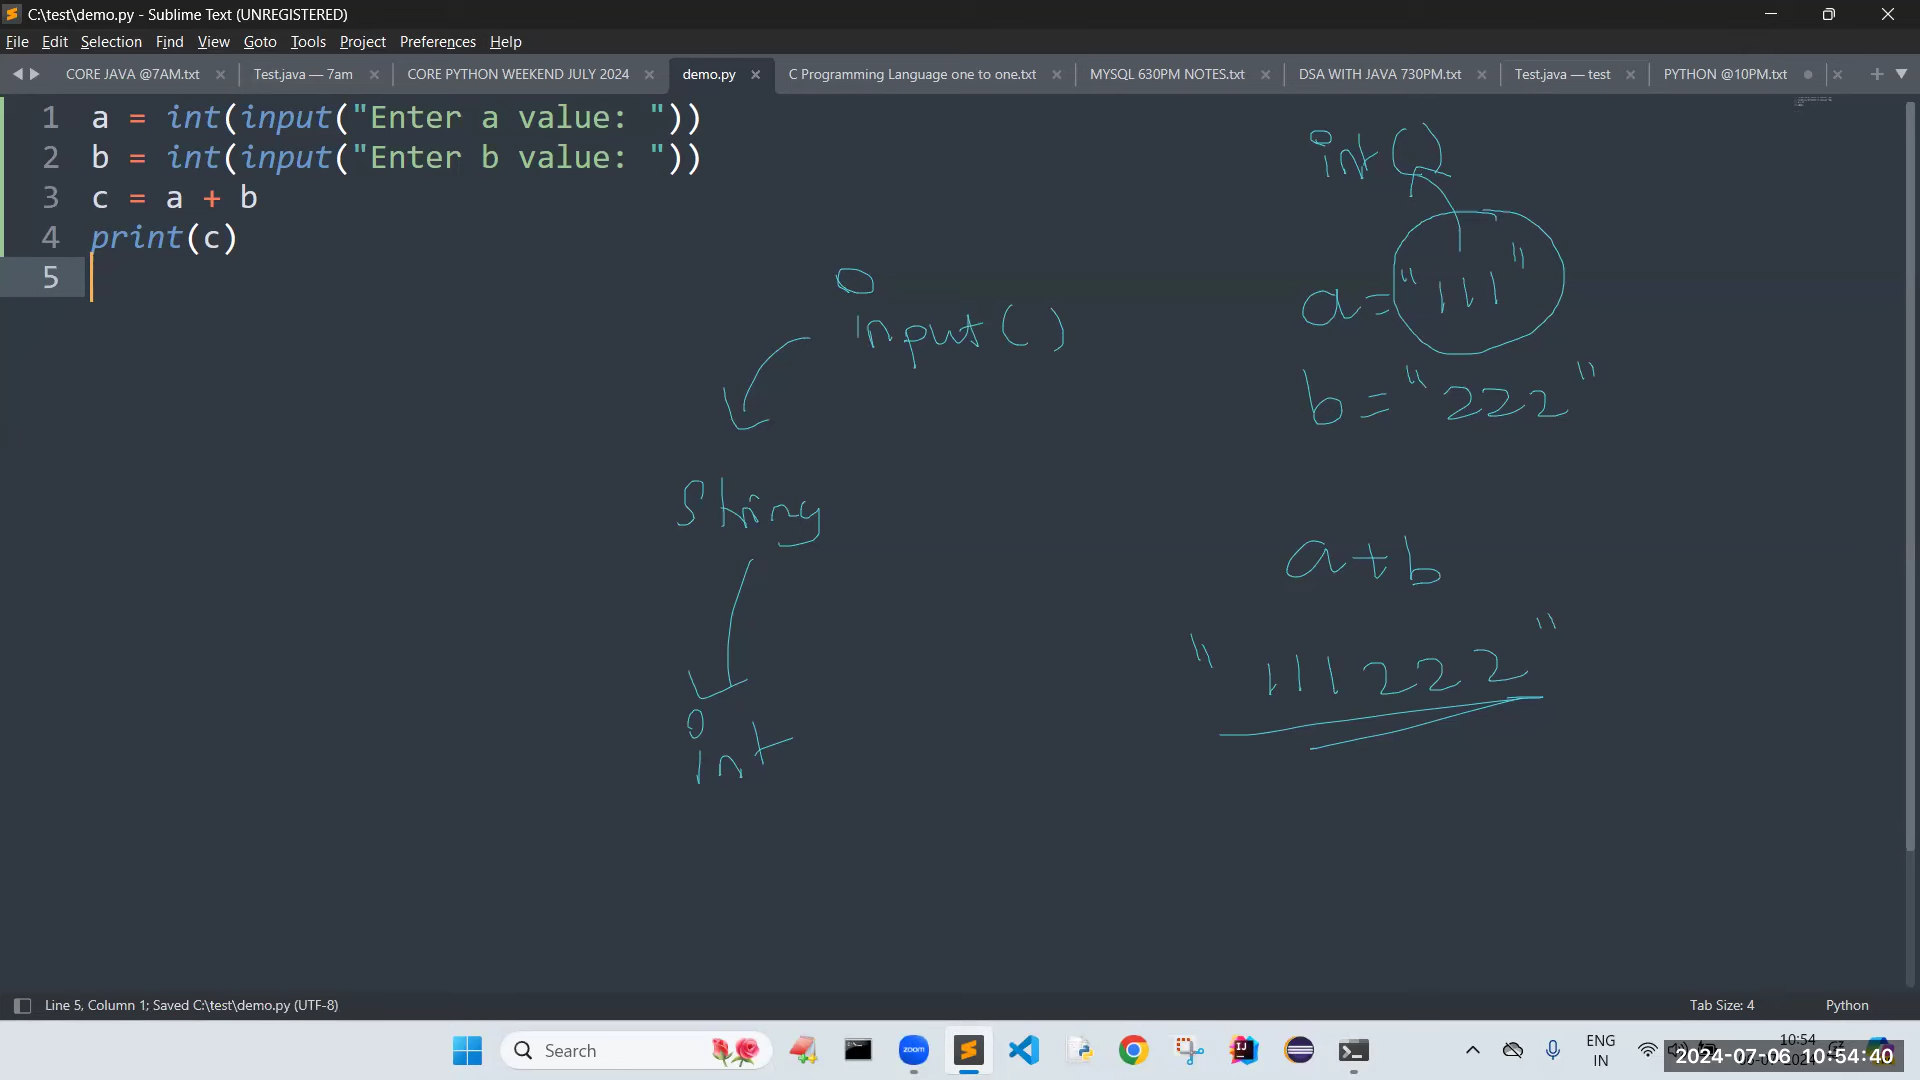 C:\test\demo.py - Sublime Text (UNREGISTERED)
File Edit Selection Find View Goto Tools Project Preferences Help
CORE JAVA @7AM.txt Test.java — 7am CORE PYTHON WEEKEND JULY 2024 demo.py C Programming Language one to one.txt MYSQL 630PM NOTES.txt DSA WITH JAVA 730PM.txt Test.java — test PYTHON @10PM.txt
1 a = int(input("Enter a value: "))
2 b = int(input("Enter b value: "))
3 c = a + b
4 print(c)
5
int()
input()
a = "111"
b = "222"
String
a+b
"111222"
int
Line 5, Column 1; Saved C:\test\demo.py (UTF-8) Tab Size: 4 Python
Search
zoom
ENG
IN
10:54
2024-07-06 10:54:40